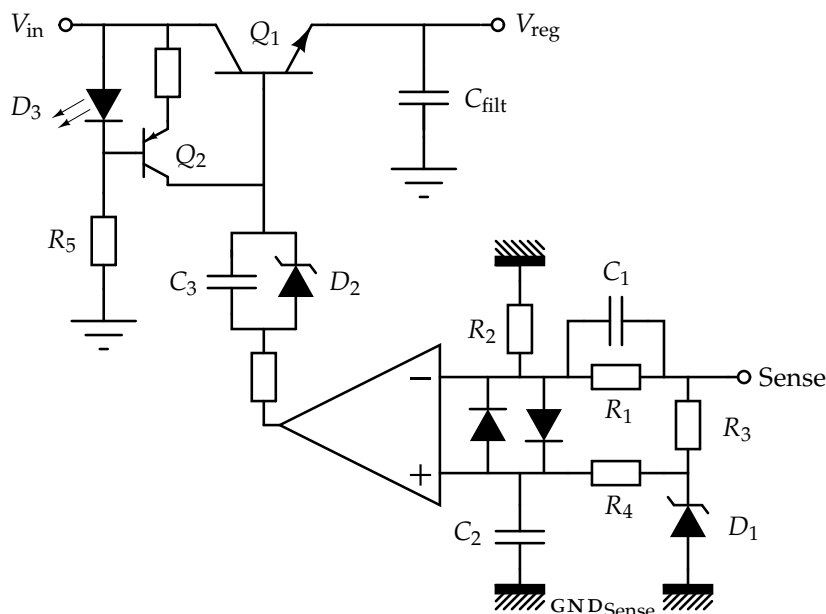 V_in
Q_1
V_reg
D_3
C_filt
Q_2
R_5
C_3
D_2
C_1
R_2
−
Sense
R_1
R_3
+
R_4
C_2
D_1
GND_Sense